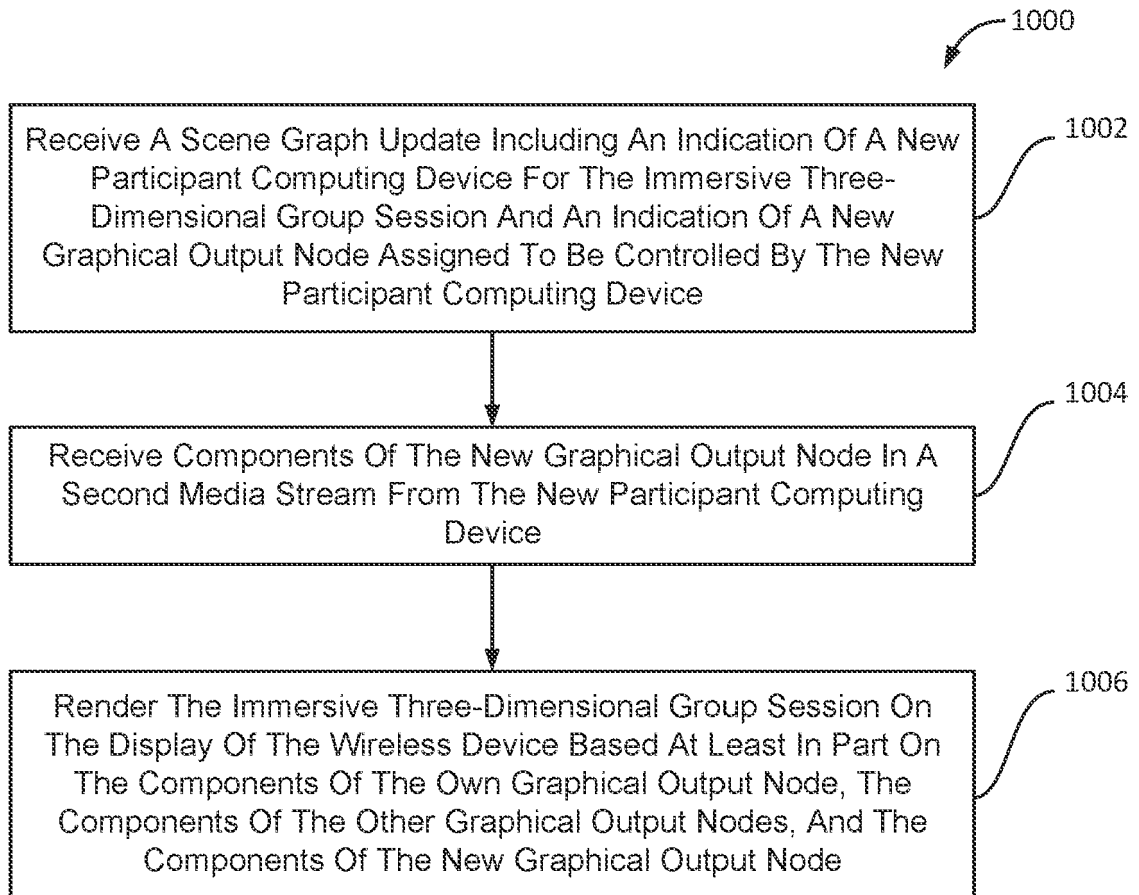 1000
Receive A Scene Graph Update Including An Indication Of A New
Participant Computing Device For The Immersive Three-
Dimensional Group Session And An Indication Of A New
Graphical Output Node Assigned To Be Controlled By The New
Participant Computing Device
1002
Receive Components Of The New Graphical Output Node In A
Second Media Stream From The New Participant Computing
Device
1004
Render The Immersive Three-Dimensional Group Session On
The Display Of The Wireless Device Based At Least In Part On
The Components Of The Own Graphical Output Node, The
Components Of The Other Graphical Output Nodes, And The
Components Of The New Graphical Output Node
1006